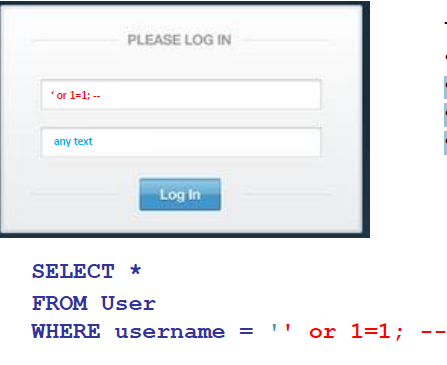 PLEASE LOG IN
‘ or 1=1; --
any text
Log In
SELECT *
FROM User
WHERE username = '' or 1=1; --